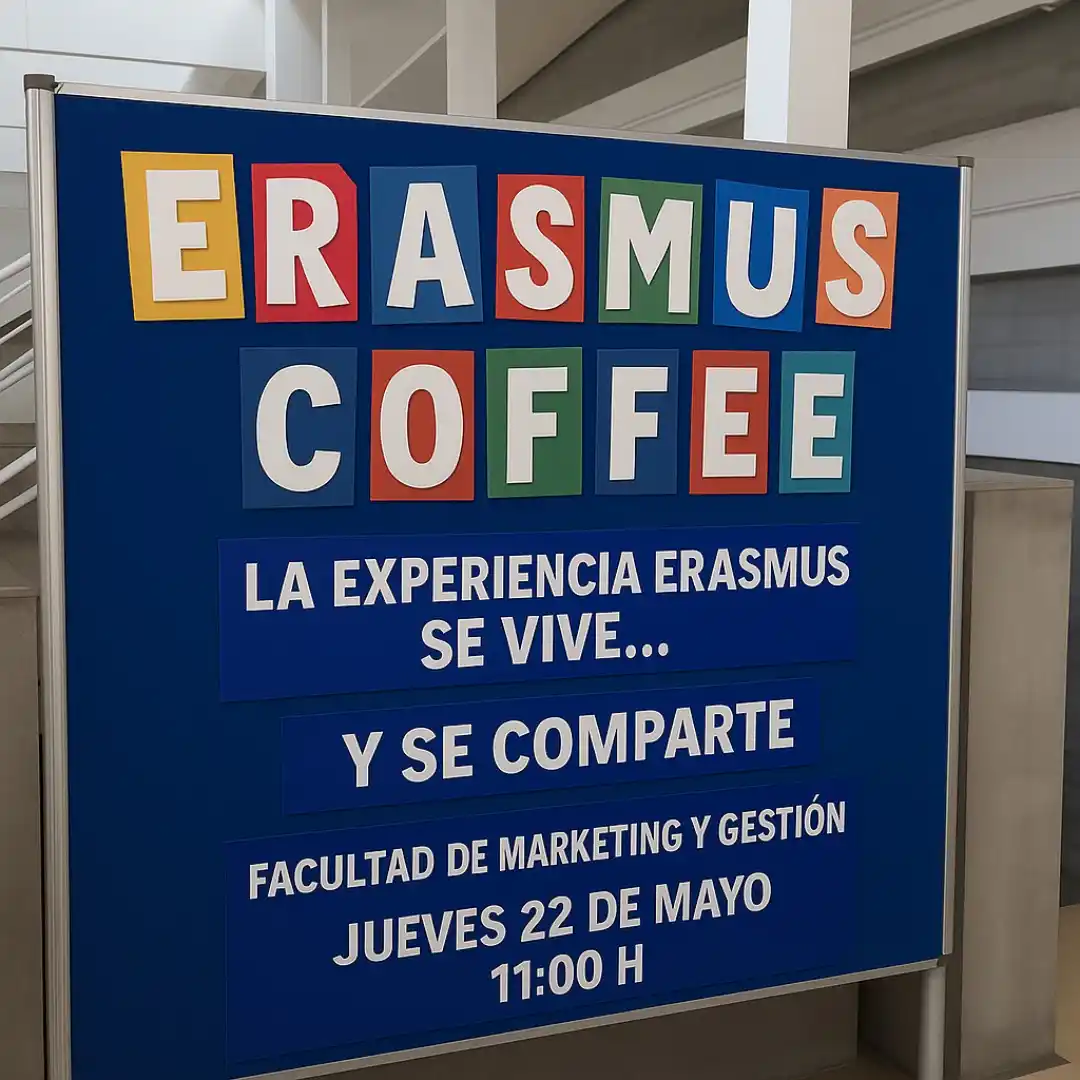 ERASMUS
COFFEE
LA EXPERIENCIA ERASMUS
SE VIVE...
Y SE COMPARTE
FACULTAD DE MARKETING Y GESTIÓN
JUEVES 22 DE MAYO
11:00 H